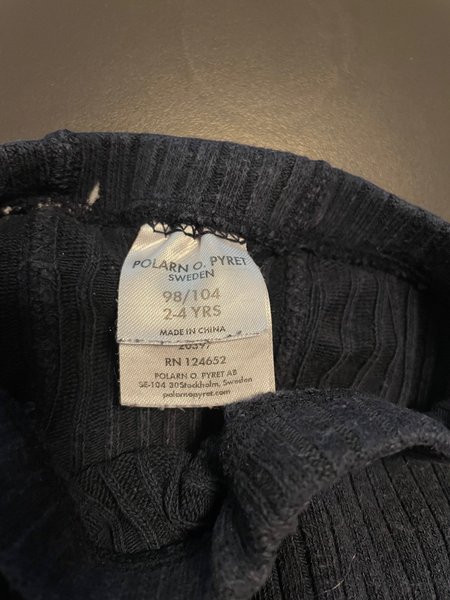 POLARN O. PYRET
SWEDEN
98/104
2-4 YRS
MADE IN CHINA
20397
RN 124652
POLARN O. PYRET AB
SE-104 30Stockholm, Sweden
polarnopyret.com